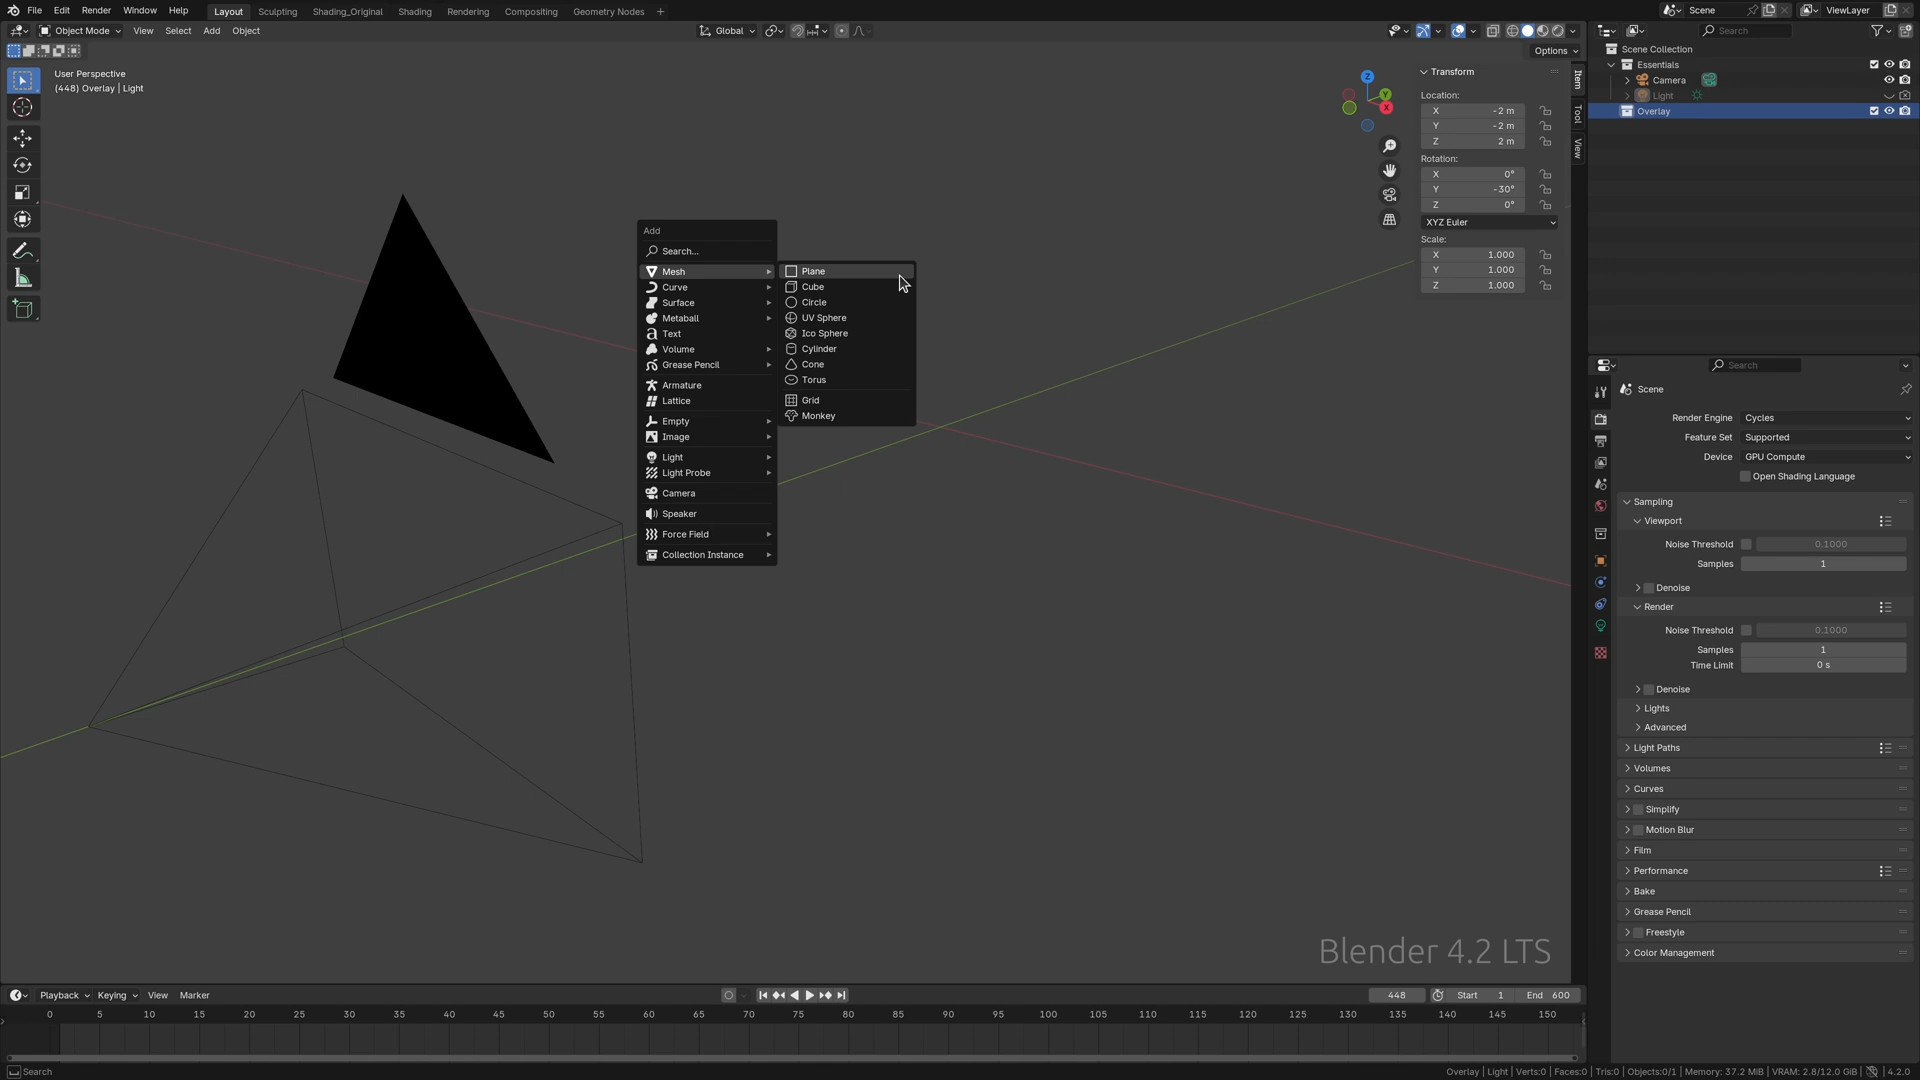 File Edit Render Window Help Layout Sculpting Shading_Original Shading Rendering Compositing Geometry Nodes + Scene ViewLayer
Object Mode View Select Add Object Global
Options
User Perspective
(448) Overlay | Light
Z
Y
X
Add
Search...
Mesh
Curve
Surface
Metaball
Text
Volume
Grease Pencil
Armature
Lattice
Empty
Image
Light
Light Probe
Camera
Speaker
Force Field
Collection Instance
Plane
Cube
Circle
UV Sphere
Ico Sphere
Cylinder
Cone
Torus
Grid
Monkey
Transform
Location:
X -2 m
Y -2 m
Z 2 m
Rotation:
X 0°
Y -30°
Z 0°
XYZ Euler
Scale:
X 1.000
Y 1.000
Z 1.000
Item
Tool
View
Search
Scene Collection
Essentials
Camera
Light
Overlay
Search
Scene
Render Engine Cycles
Feature Set Supported
Device GPU Compute
Open Shading Language
Sampling
Viewport
Noise Threshold 0.1000
Samples 1
Denoise
Render
Noise Threshold 0.1000
Samples 1
Time Limit 0 s
Denoise
Lights
Advanced
Light Paths
Volumes
Curves
Simplify
Motion Blur
Film
Performance
Bake
Grease Pencil
Freestyle
Color Management
Blender 4.2 LTS
Playback Keying View Marker 448 Start 1 End 600
0 5 10 15 20 25 30 35 40 45 50 55 60 65 70 75 80 85 90 95 100 105 110 115 120 125 130 135 140 145 150
Search Overlay | Light | Verts:0 | Faces:0 | Tris:0 | Objects:0/1 | Memory: 37.2 MiB | VRAM: 2.8/12.0 GiB | 4.2.0